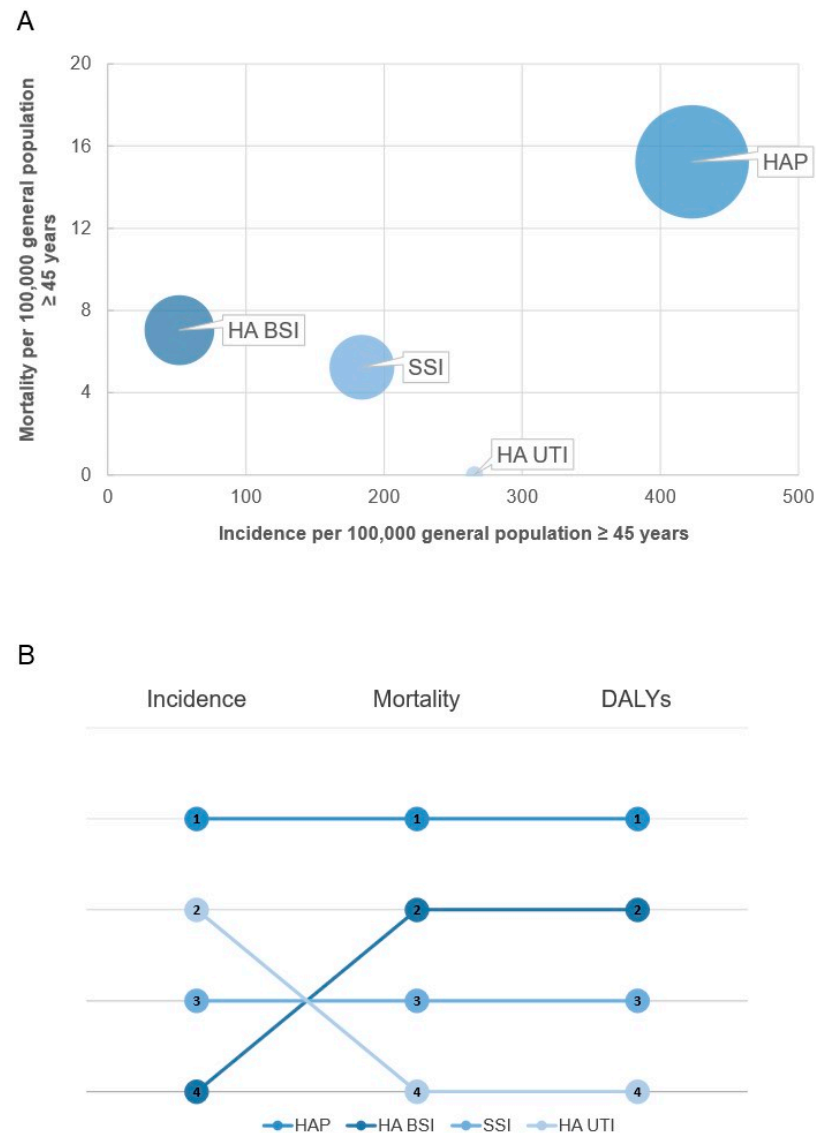 A
Mortality per 100,000 general population
≥ 45 years
20
16
12
8
4
0
HAP
HA BSI
SSI
HA UTI
0 100 200 300 400 500
Incidence per 100,000 general population ≥ 45 years
B
Incidence Mortality DALYs
1 1 1
2 2 2
3 3 3
4 4 4
HAP HA BSI SSI HA UTI